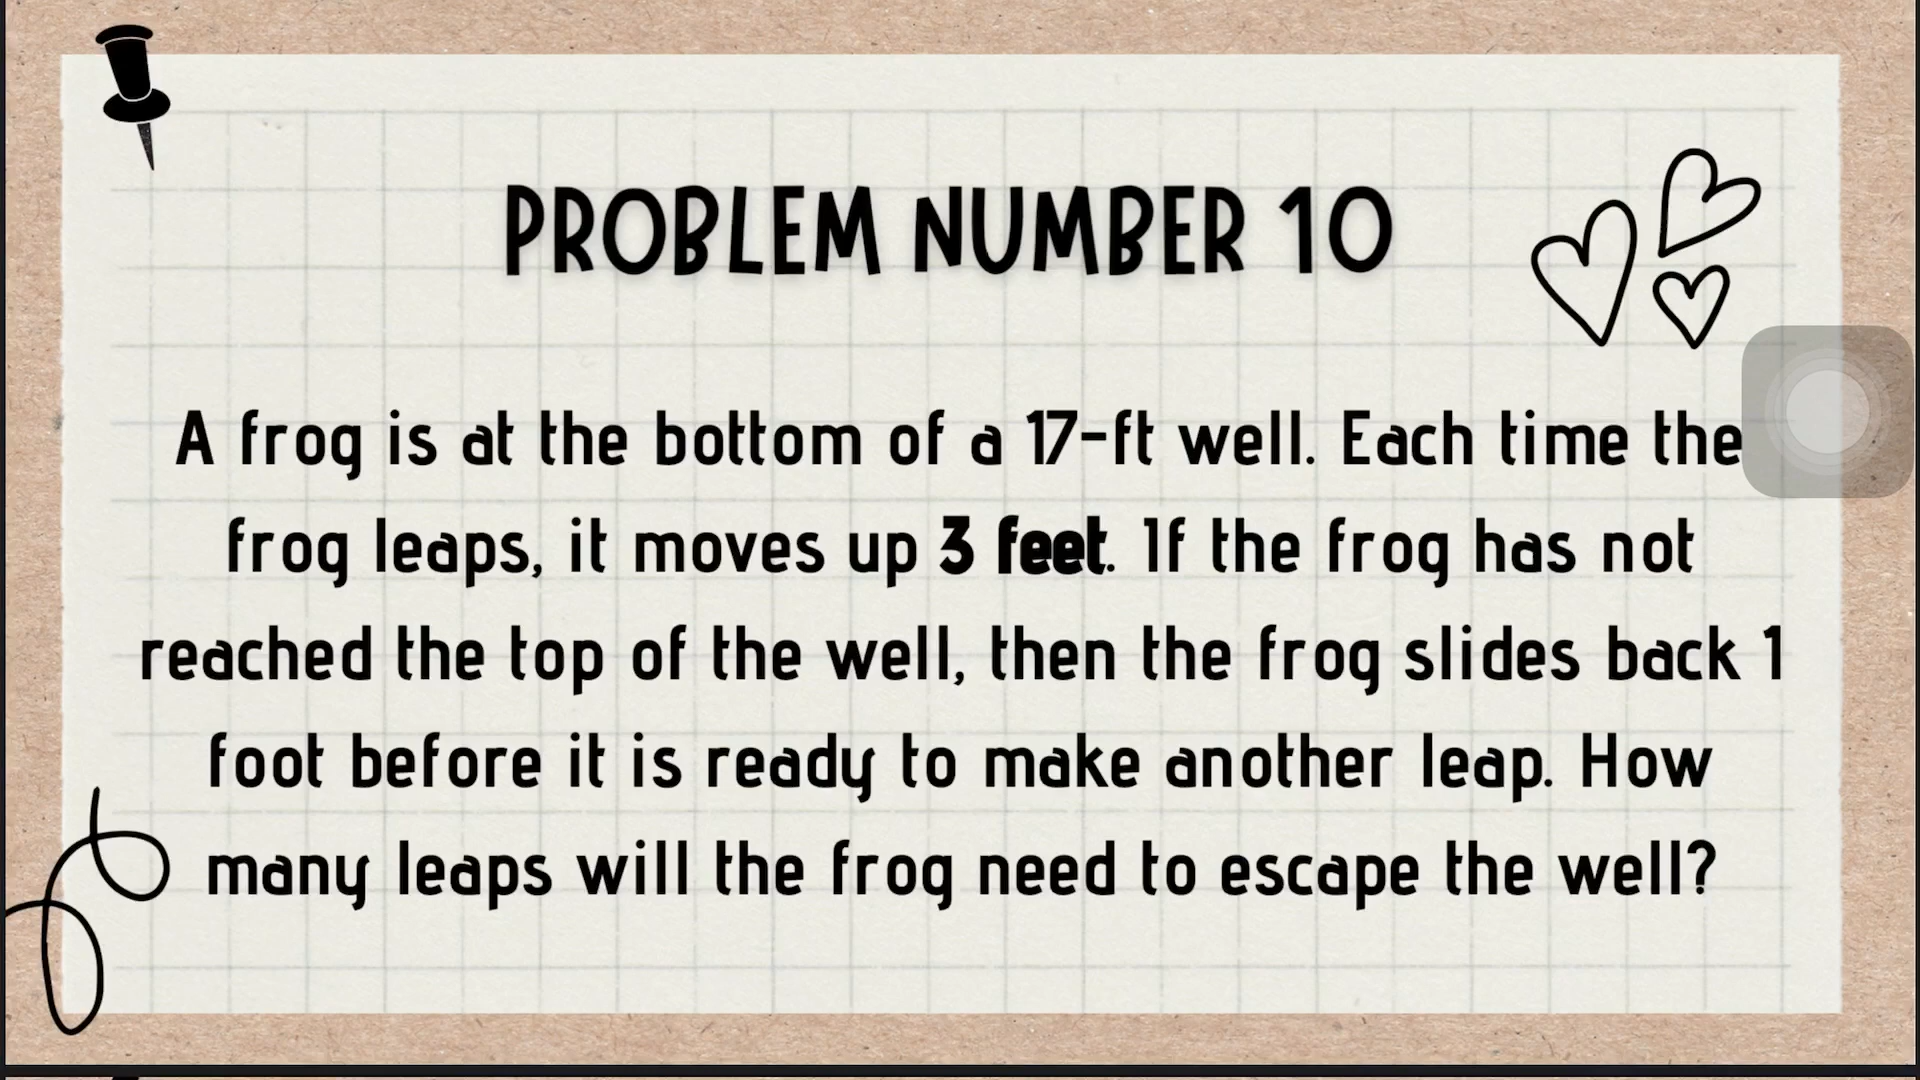 PROBLEM NUMBER 10
A frog is at the bottom of a 17-ft well. Each time the
frog leaps, it moves up 3 feet. If the frog has not
reached the top of the well, then the frog slides back 1
foot before it is ready to make another leap. How
many leaps will the frog need to escape the well?